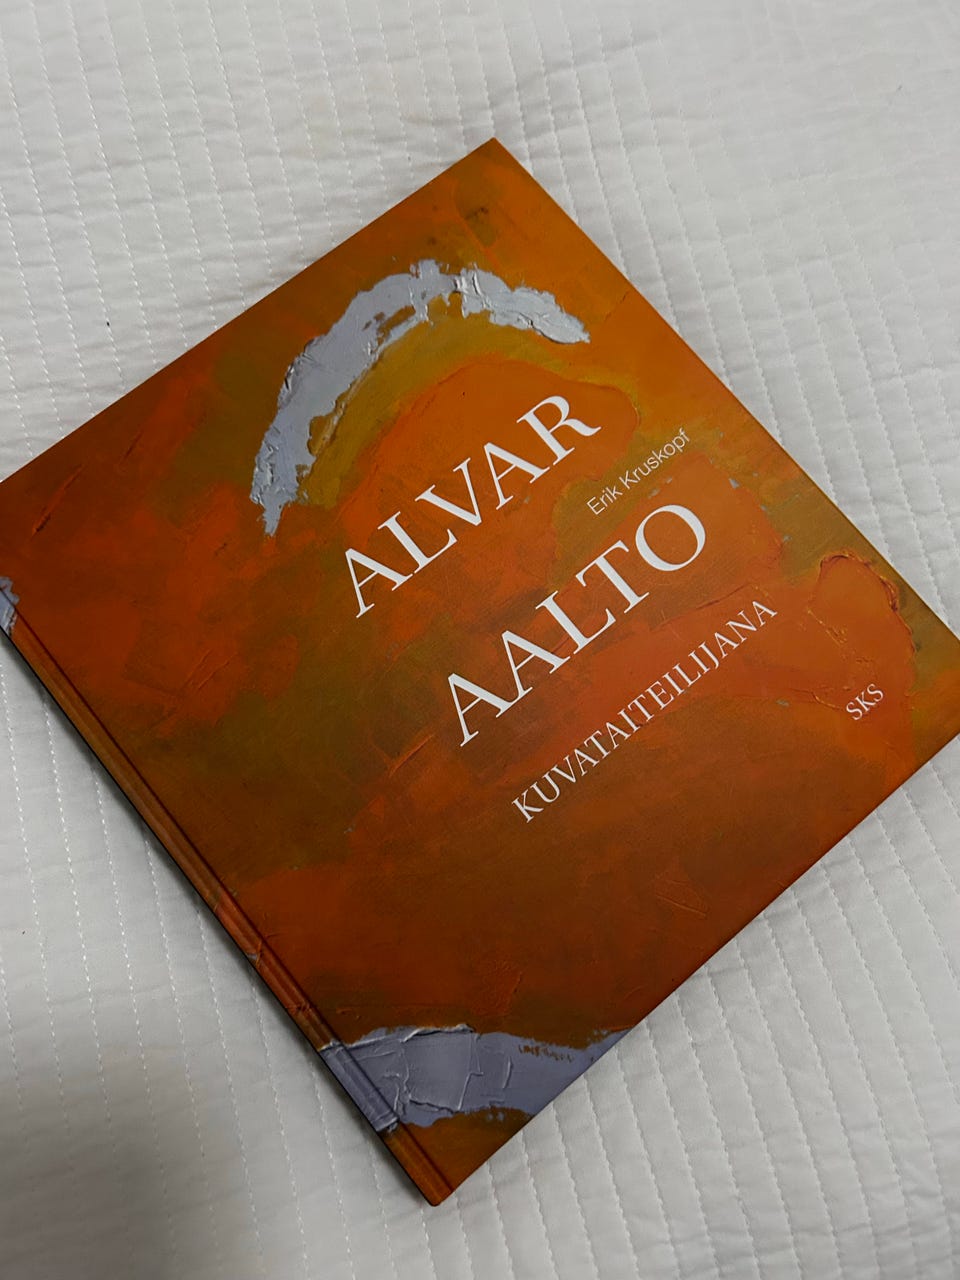 ALVAR
Erik Kruskopf
AALTO
KUVATAITEILIJANA
SKS